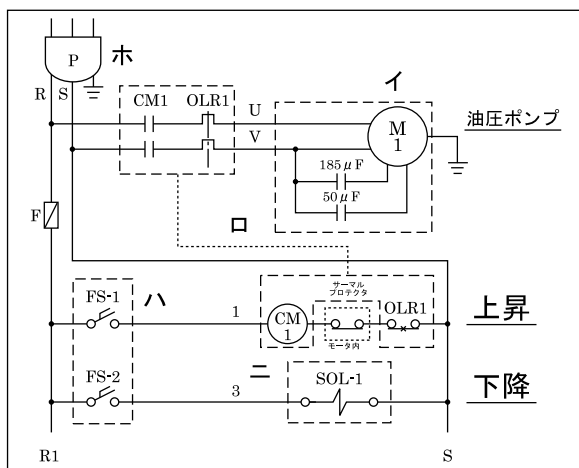 P ホ
R S CM1 OLR1 U イ
V M 1 油圧ポンプ
185μF
50μF
F ロ
FS-1 ハ 1 CM 1 サーマル プロテクタ OLR1 上昇
モータ内
FS-2 ニ 3 SOL-1 下降
R1 S